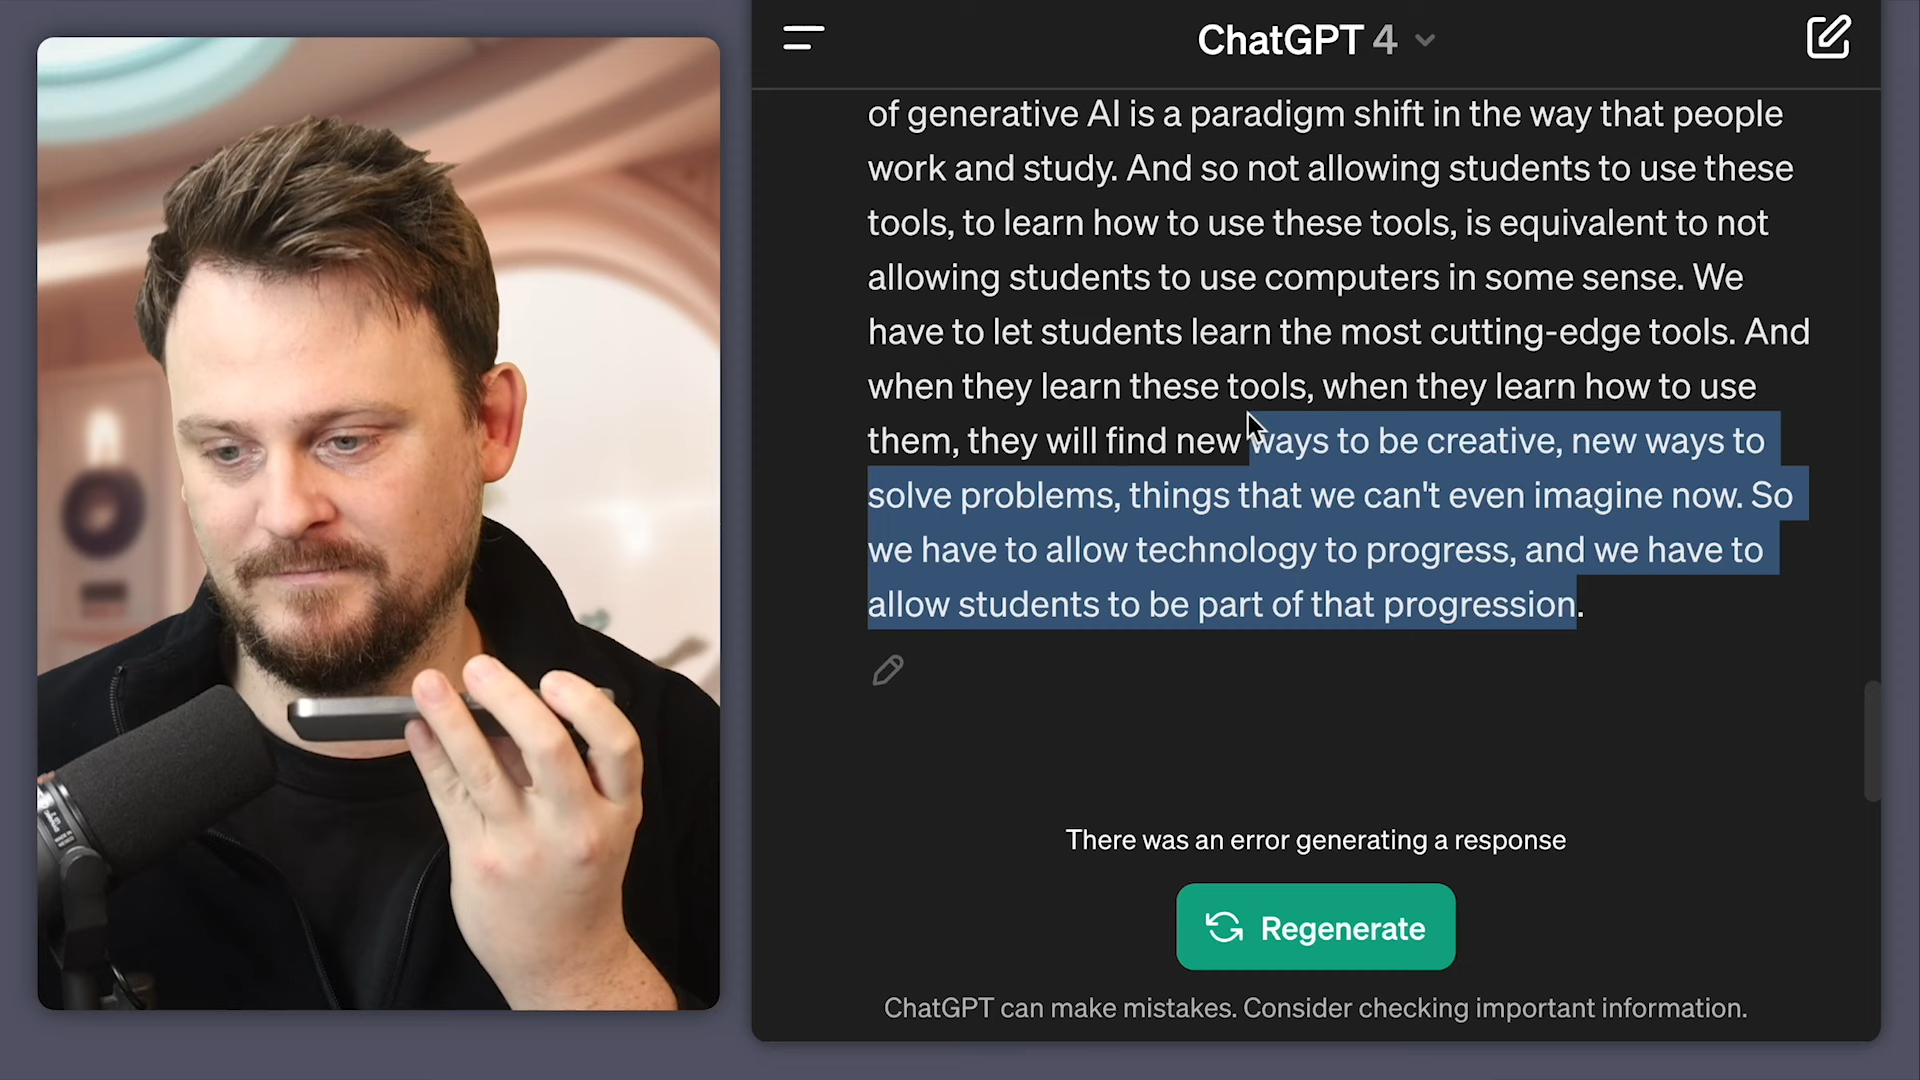 ChatGPT 4
of generative AI is a paradigm shift in the way that people
work and study. And so not allowing students to use these
tools, to learn how to use these tools, is equivalent to not
allowing students to use computers in some sense. We
have to let students learn the most cutting-edge tools. And
when they learn these tools, when they learn how to use
them, they will find new ways to be creative, new ways to
solve problems, things that we can't even imagine now. So
we have to allow technology to progress, and we have to
allow students to be part of that progression.
There was an error generating a response
Regenerate
ChatGPT can make mistakes. Consider checking important information.